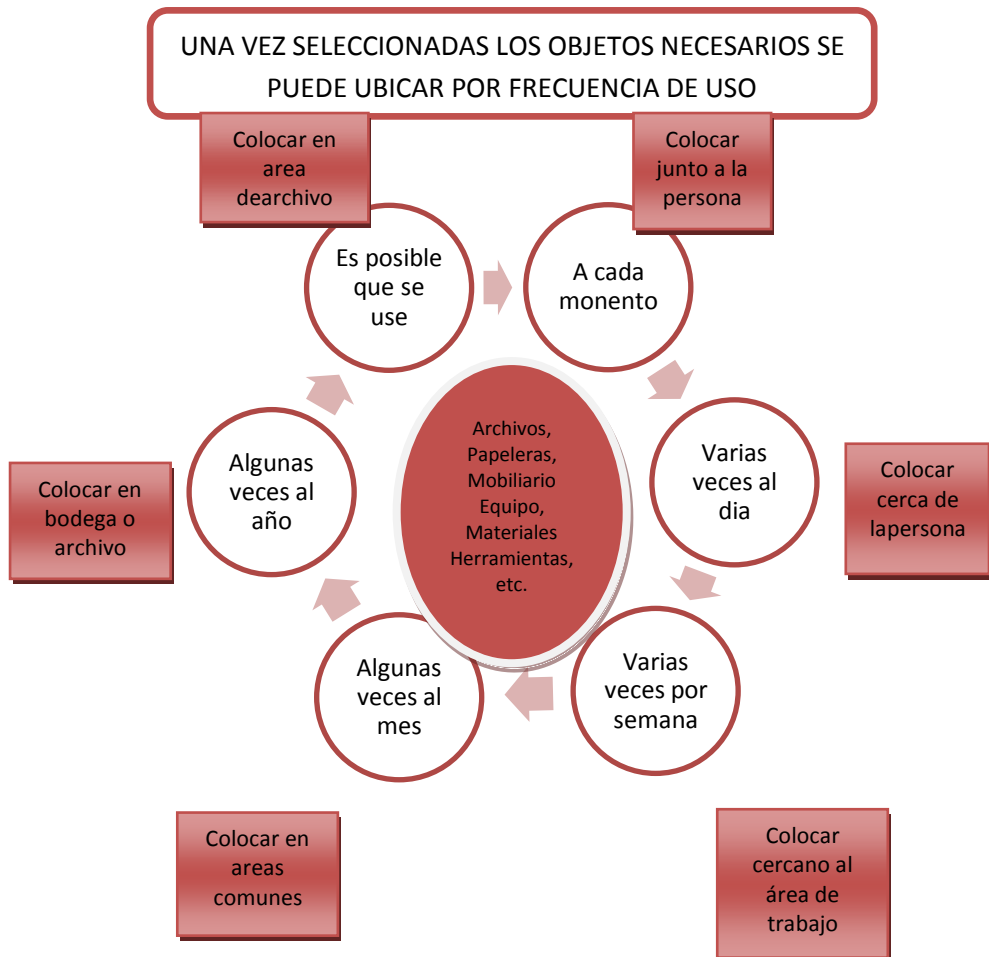 UNA VEZ SELECCIONADAS LOS OBJETOS NECESARIOS SE
PUEDE UBICAR POR FRECUENCIA DE USO
Colocar en
area
dearchivo
Colocar
junto a la
persona
Es posible
que se
use
A cada
monento
Algunas
veces al
año
Archivos,
Papeleras,
Mobiliario
Equipo,
Materiales
Herramientas,
etc.
Varias
veces al
dia
Colocar en
bodega o
archivo
Colocar
cerca de
lapersona
Algunas
veces al
mes
Varias
veces por
semana
Colocar en
areas
comunes
Colocar
cercano al
área de
trabajo